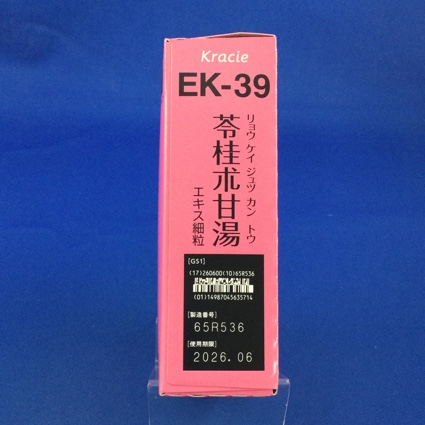 Kracie
EK-39
苓桂朮甘湯
リョウ ケイ ジュツ カン トウ
エキス細粒
[GS1]
(17)260600(10)65R536
(01)14987045635714
[製造番号]
65R536
[使用期限]
2026.06